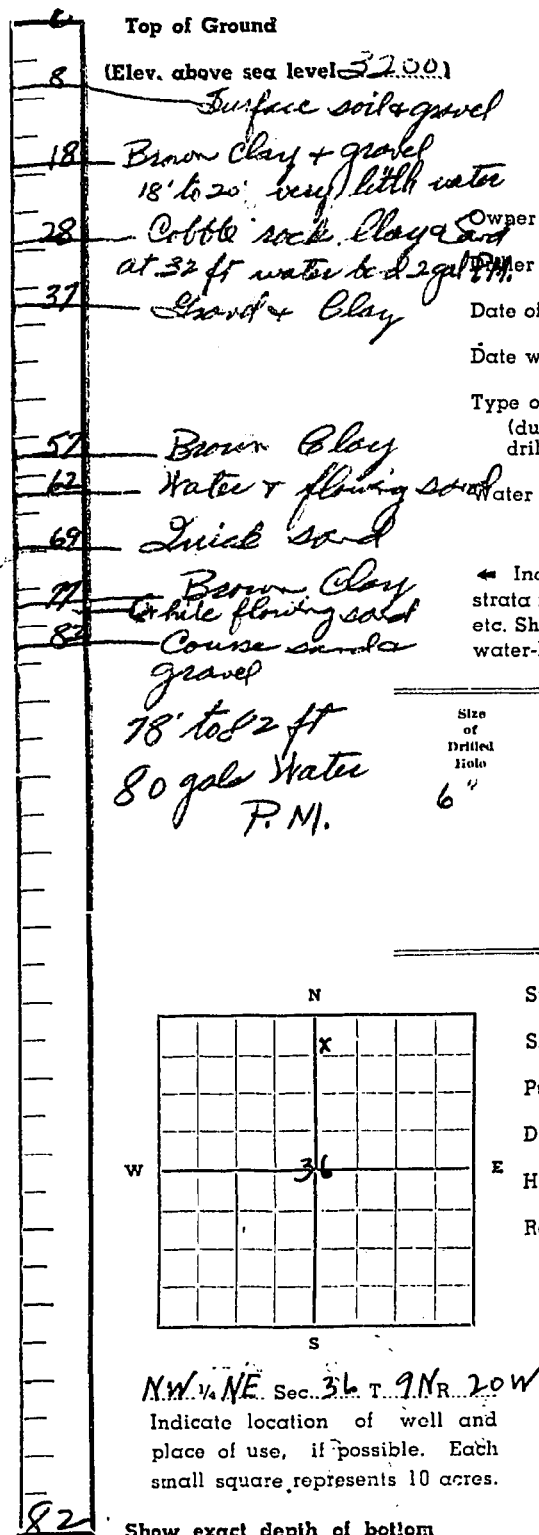 0 Top of Ground
(Elev. above sea level 3200)
8 Surface soil & gravel
18 Brown Clay + gravel
18' to 20' very litth water
28 Cobble rock Clay & Sand
at 32 ft water bed 2 gal P.M.
37 Gravel + Clay
57 Brown Clay
62 Water + flowing sand
69 Quick sand
77 Brown Clay
White flowing sand
82 Course sand &
gravel
78' to 82 ft
80 gals Water
P.M.
Owner
Date of
Date w
Type o
(du
dril
Water
← Ind
strata
etc. Sh
water-
Size
of
Drilled
Hole
6"
N
x
W
36
E
S
S
S
P
D
H
R
NW ¼ NE Sec. 36 T 9N R 20W
Indicate location of well and
place of use, if possible. Each
small square represents 10 acres.
82
Show exact depth of bottom